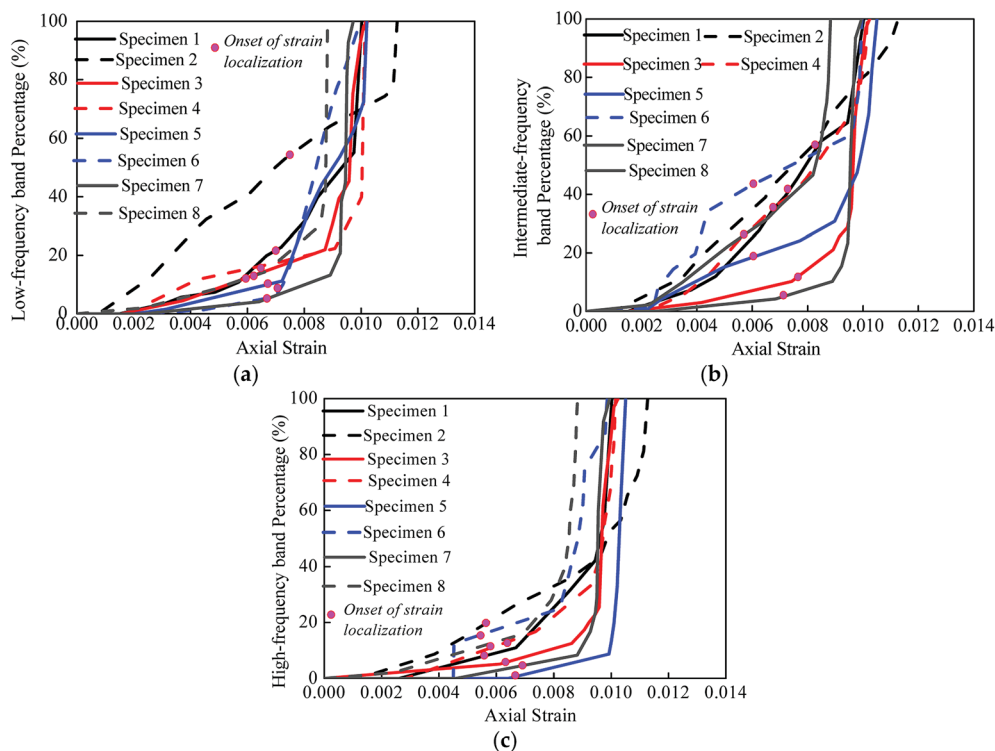 100
80
60
40
20
0
Low-frequency band Percentage (%)
Specimen 1
Specimen 2
Specimen 3
Specimen 4
Specimen 5
Specimen 6
Specimen 7
Specimen 8
Onset of strain
localization
0.000 0.002 0.004 0.006 0.008 0.010 0.012 0.014
Axial Strain
(a)
100
80
60
40
20
0
Intermediate-frequency
band Percentage (%)
Specimen 1
Specimen 2
Specimen 3
Specimen 4
Specimen 5
Specimen 6
Specimen 7
Specimen 8
Onset of strain
localization
0.000 0.002 0.004 0.006 0.008 0.010 0.012 0.014
Axial Strain
(b)
100
80
60
40
20
0
High-frequency band Percentage (%)
Specimen 1
Specimen 2
Specimen 3
Specimen 4
Specimen 5
Specimen 6
Specimen 7
Specimen 8
Onset of strain
localization
0.000 0.002 0.004 0.006 0.008 0.010 0.012 0.014
Axial Strain
(c)